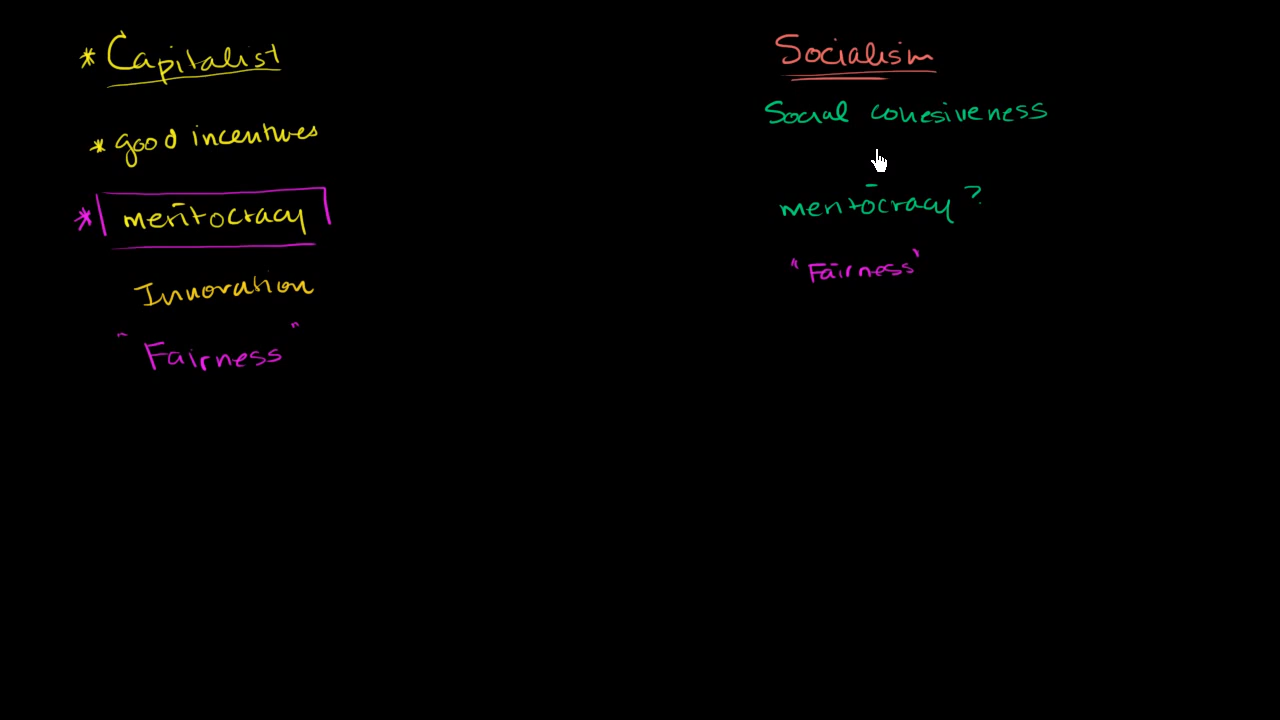 * Capitalist
* good incentives
* meritocracy
Innovation
"Fairness"
Socialism
Social cohesiveness
meritocracy?
"Fairness"